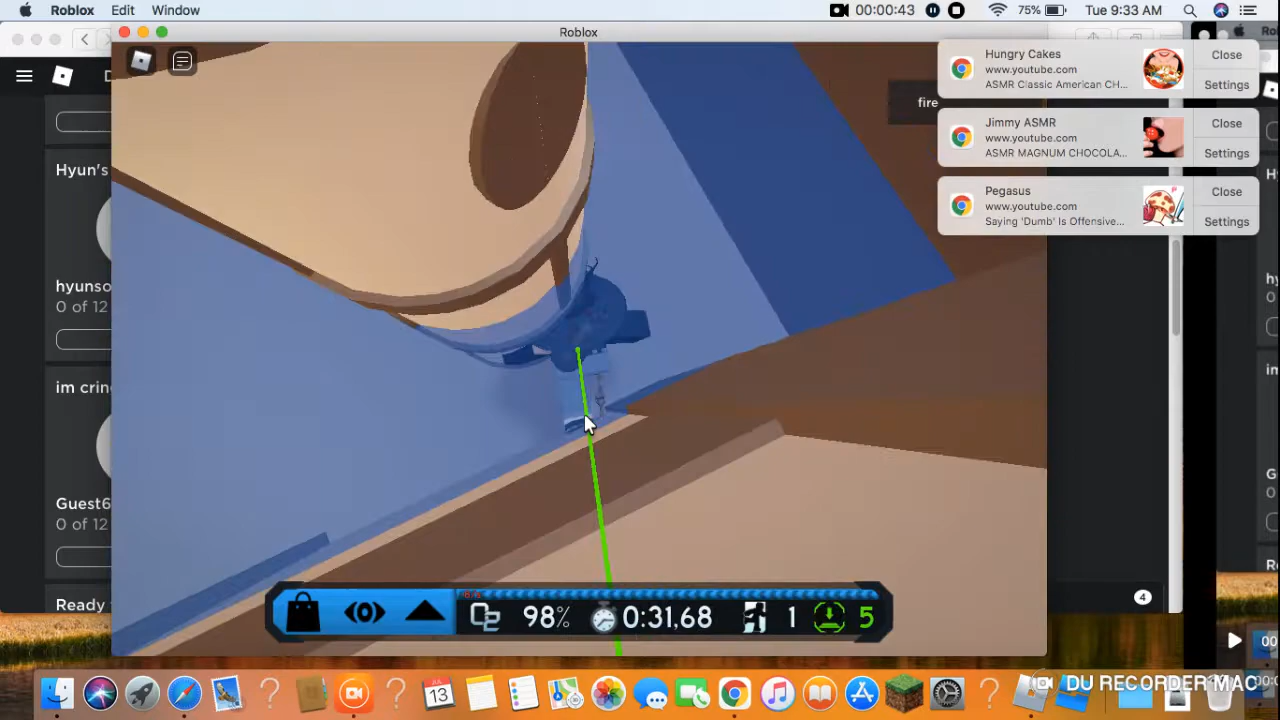 Roblox Edit Window
00:00:43
75%
Tue 9:33 AM
Roblox
Hungry Cakes
www.youtube.com
ASMR Classic American CH...
Close
Settings
Jimmy ASMR
www.youtube.com
ASMR MAGNUM CHOCOLA...
Close
Settings
Pegasus
www.youtube.com
Saying 'Dumb' Is Offensive...
Close
Settings
fire
Hyun's
hyunso
0 of 12
im cring
Guest6
0 of 12
Ready
4
98%
0:31,68
1
5
00
JUL
13
DU RECORDER MAC